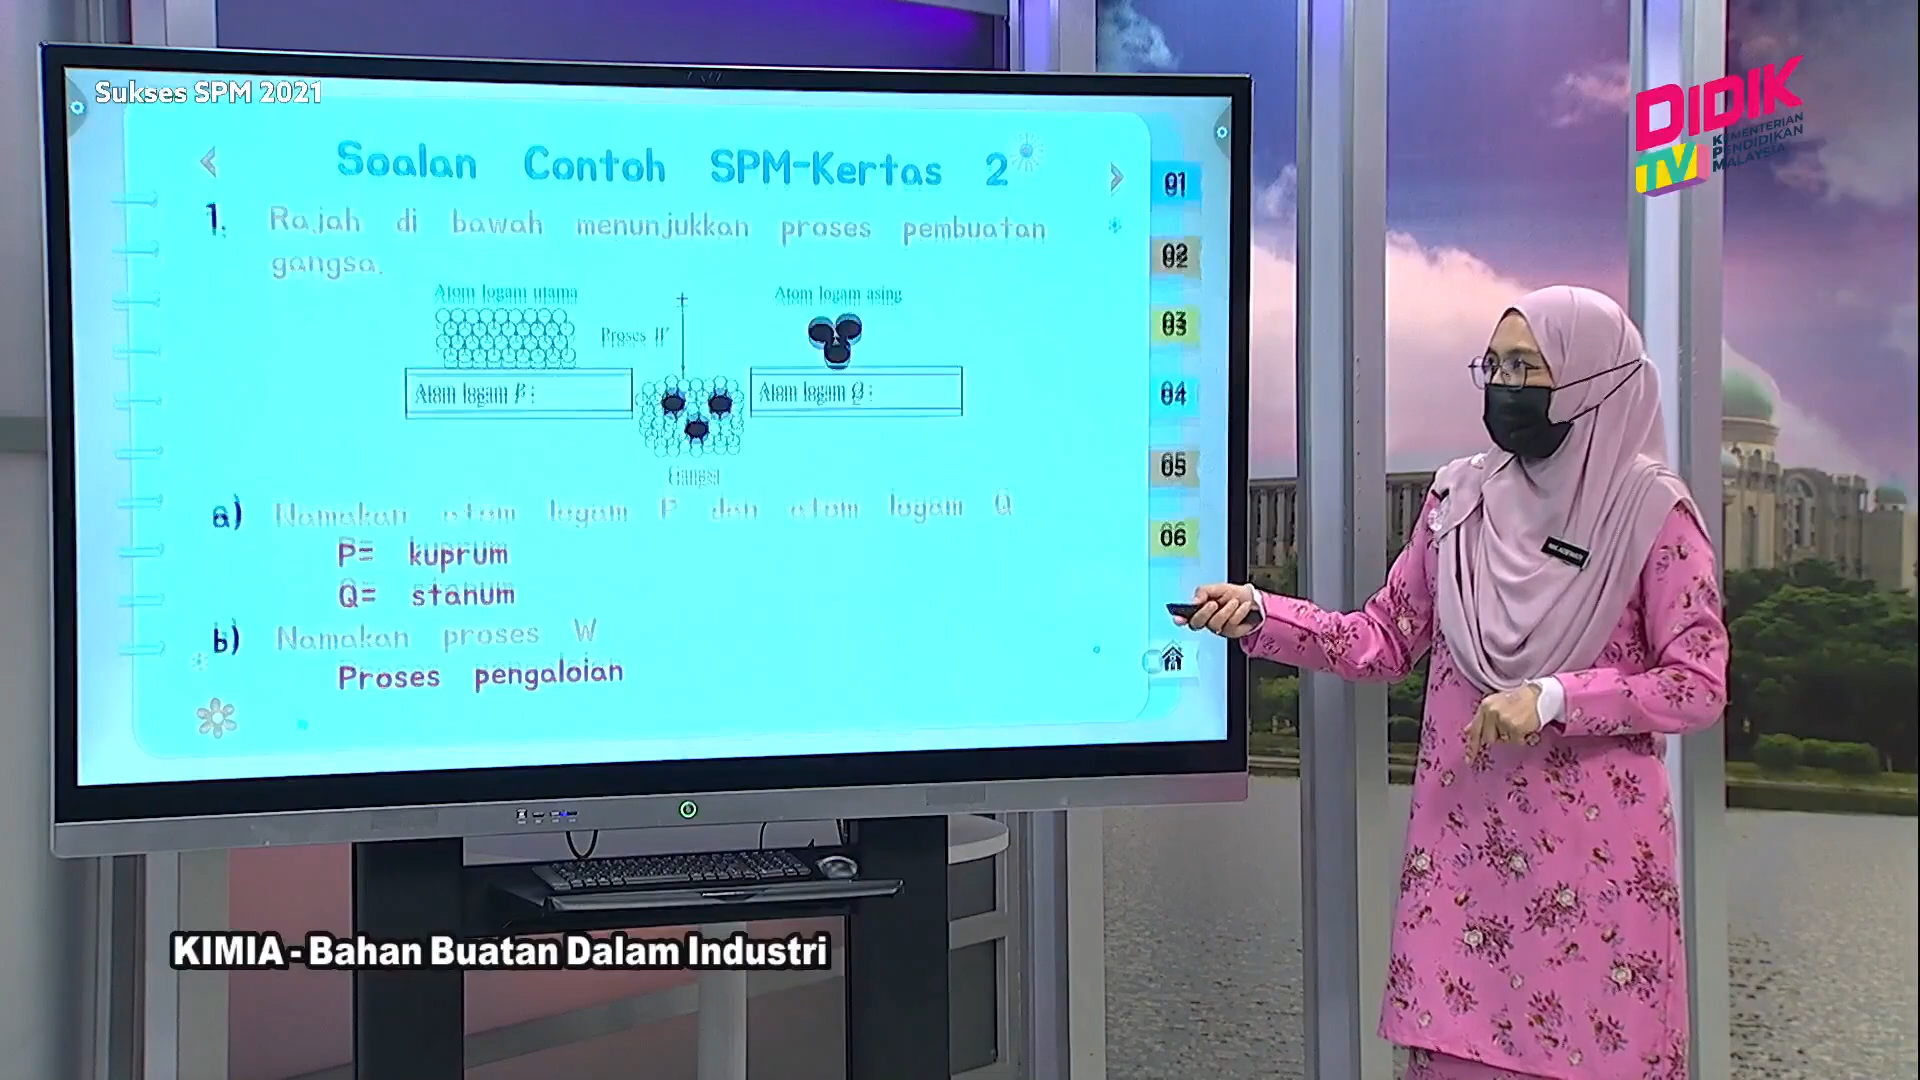 Sukses SPM 2021
DIDIK
TV
KEMENTERIAN
PENDIDIKAN
MALAYSIA
Soalan Contoh SPM-Kertas 2
1. Rajah di bawah menunjukkan proses pembuatan
gangsa.
Atom logam utama
+
Atom logam asing
Proses W
Atom logam P :
Atom logam Q :
Gangsa
a) Namakan atom logam P dan atom logam Q
P= kuprum
Q= stanum
b) Namakan proses W
Proses pengaloian
01
02
03
04
05
06
KIMIA - Bahan Buatan Dalam Industri